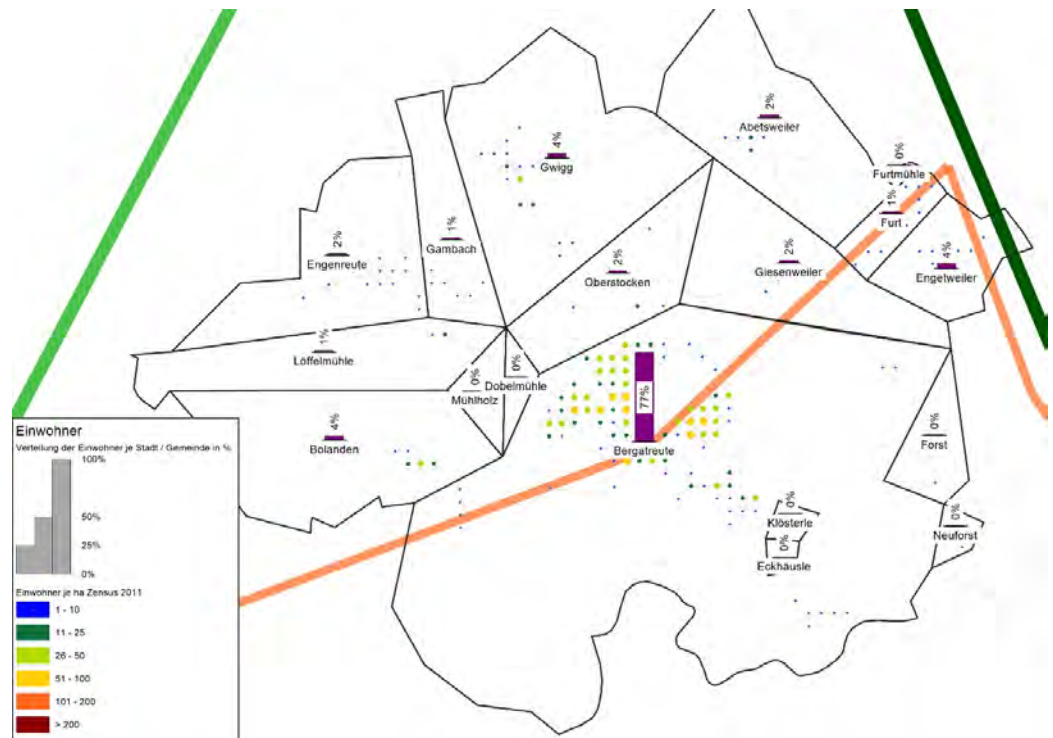 2%
Abetsweiler
4%
Gwigg
0%
Furtmühle
1%
Furt
1%
Gambach
2%
Engenreute
2%
Oberstocken
2%
Giesenweiler
4%
Engetweiler
1%
Löffelmühle
0%
Dobelmühle
0%
Mühlholz
77%
Bergatreute
4%
Bolanden
0%
Forst
0%
Klösterle
0%
Eckhäusle
0%
Neuforst
Einwohner
Verteilung der Einwohner je Stadt / Gemeinde in %
100%
50%
25%
0%
Einwohner je ha Zensus 2011
1 - 10
11 - 25
26 - 50
51 - 100
101 - 200
> 200